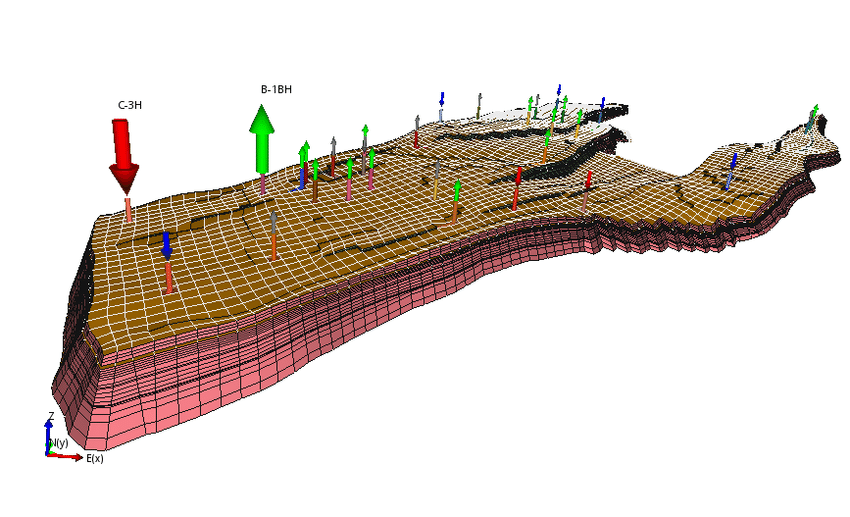 B-1BH
C-3H
Z
N(y)
E(x)